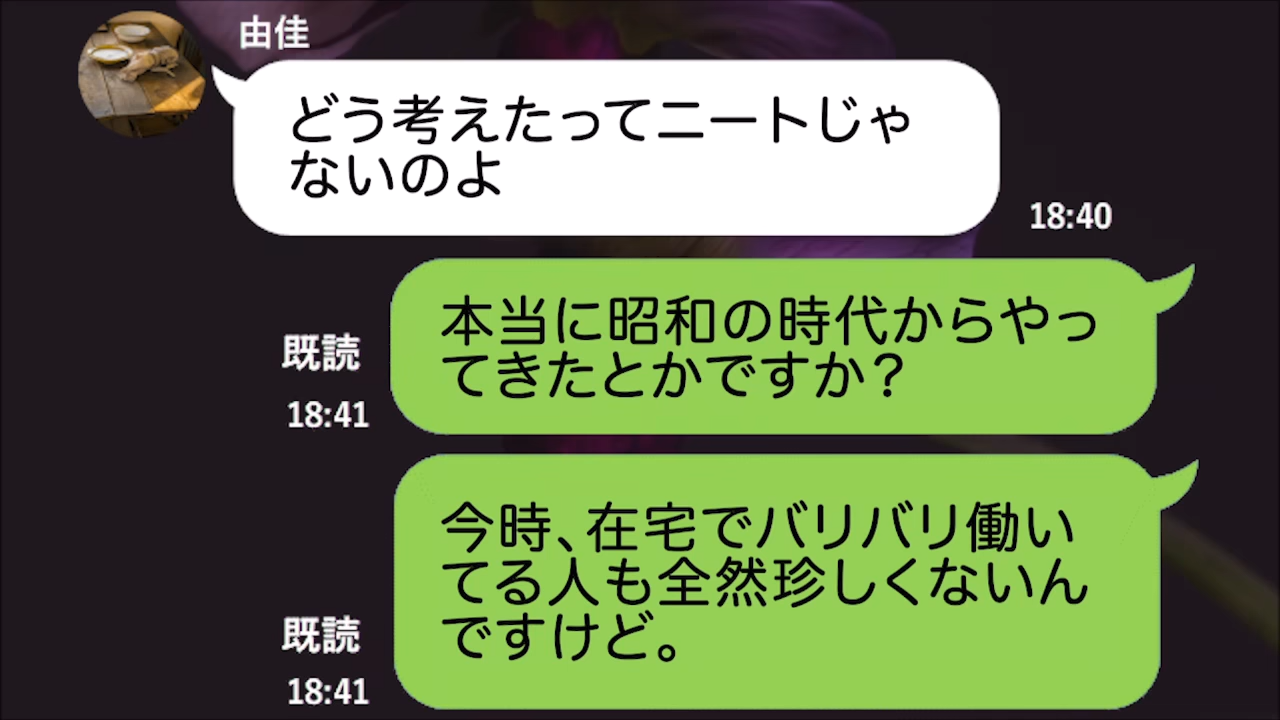 由佳
どう考えたってニートじゃ
ないのよ
18:40
本当に昭和の時代からやっ
てきたとかですか？
既読
18:41
今時、在宅でバリバリ働い
てる人も全然珍しくないん
ですけど。
既読
18:41